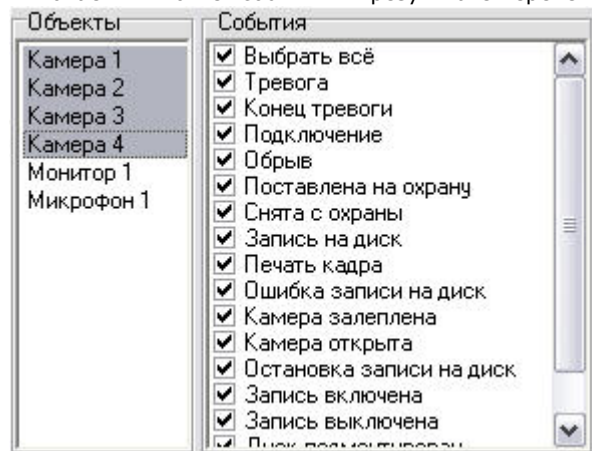 Объекты
Камера 1
Камера 2
Камера 3
Камера 4
Монитор 1
Микрофон 1
События
Выбрать всё
Тревога
Конец тревоги
Подключение
Обрыв
Поставлена на охрану
Снята с охраны
Запись на диск
Печать кадра
Ошибка записи на диск
Камера залеплена
Камера открыта
Остановка записи на диск
Запись включена
Запись выключена